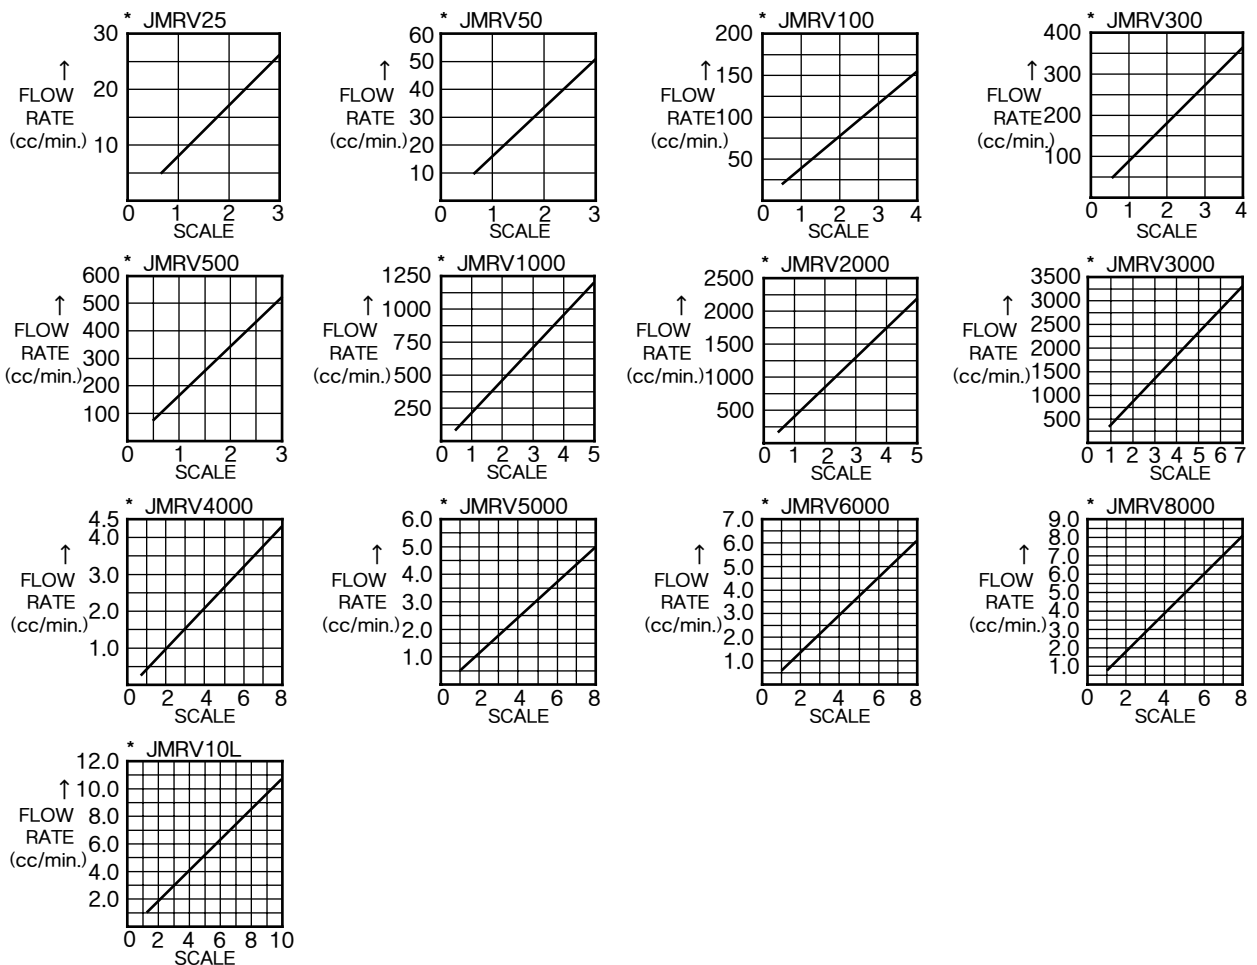 * JMRV25
30
20
10
↑
FLOW
RATE
(cc/min.)
0 1 2 3
SCALE
* JMRV50
60
50
40
30
20
10
↑
FLOW
RATE
(cc/min.)
0 1 2 3
SCALE
* JMRV100
200
150
100
50
↑
FLOW
RATE
(cc/min.)
0 1 2 3 4
SCALE
* JMRV300
400
300
200
100
↑
FLOW
RATE
(cc/min.)
0 1 2 3 4
SCALE
* JMRV500
600
500
400
300
200
100
↑
FLOW
RATE
(cc/min.)
0 1 2 3
SCALE
* JMRV1000
1250
1000
750
500
250
↑
FLOW
RATE
(cc/min.)
0 1 2 3 4 5
SCALE
* JMRV2000
2500
2000
1500
1000
500
↑
FLOW
RATE
(cc/min.)
0 1 2 3 4 5
SCALE
* JMRV3000
3500
3000
2500
2000
1500
1000
500
↑
FLOW
RATE
(cc/min.)
0 1 2 3 4 5 6 7
SCALE
* JMRV4000
4.5
4.0
3.0
2.0
1.0
↑
FLOW
RATE
(cc/min.)
0 2 4 6 8
SCALE
* JMRV5000
6.0
5.0
4.0
3.0
2.0
1.0
↑
FLOW
RATE
(cc/min.)
0 2 4 6 8
SCALE
* JMRV6000
7.0
6.0
5.0
4.0
3.0
2.0
1.0
↑
FLOW
RATE
(cc/min.)
0 2 4 6 8
SCALE
* JMRV8000
9.0
8.0
7.0
6.0
5.0
4.0
3.0
2.0
1.0
↑
FLOW
RATE
(cc/min.)
0 2 4 6 8
SCALE
* JMRV10L
12.0
10.0
8.0
6.0
4.0
2.0
↑
FLOW
RATE
(cc/min.)
0 2 4 6 8 10
SCALE